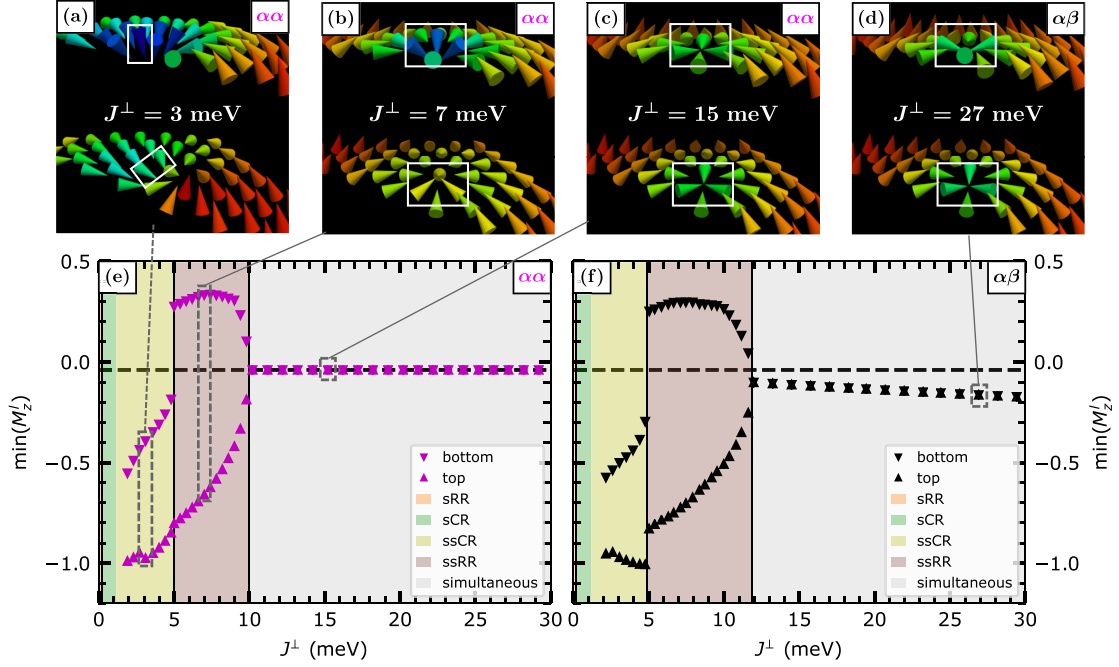 (a) αα
(b) αα
(c) αα
(d) αβ
J⊥ = 3 meV
J⊥ = 7 meV
J⊥ = 15 meV
J⊥ = 27 meV
(e) αα
0.5
0.0
−0.5
−1.0
min(M_z^l)
bottom
top
sRR
sCR
ssCR
ssRR
simultaneous
0 5 10 15 20 25 30
J⊥ (meV)
(f) αβ
0.5
0.0
−0.5
−1.0
min(M_z^l)
bottom
top
sRR
sCR
ssCR
ssRR
simultaneous
0 5 10 15 20 25 30
J⊥ (meV)